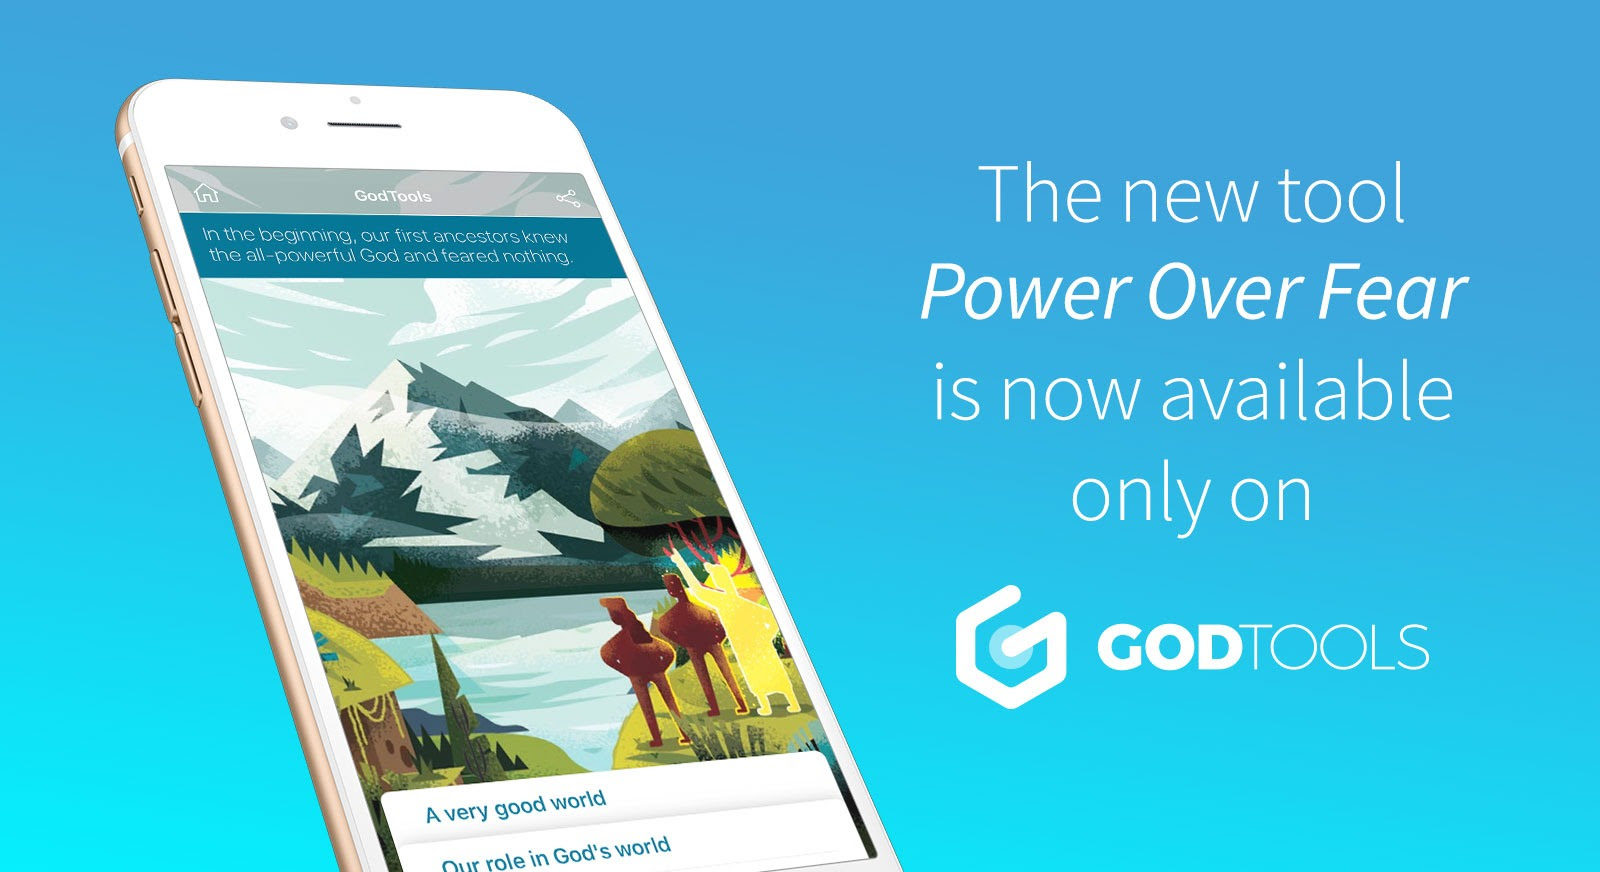 GodTools
In the beginning, our first ancestors knew
the all-powerful God and feared nothing.
A very good world
Our role in God's world
The new tool
Power Over Fear
is now available
only on
GODTOOLS